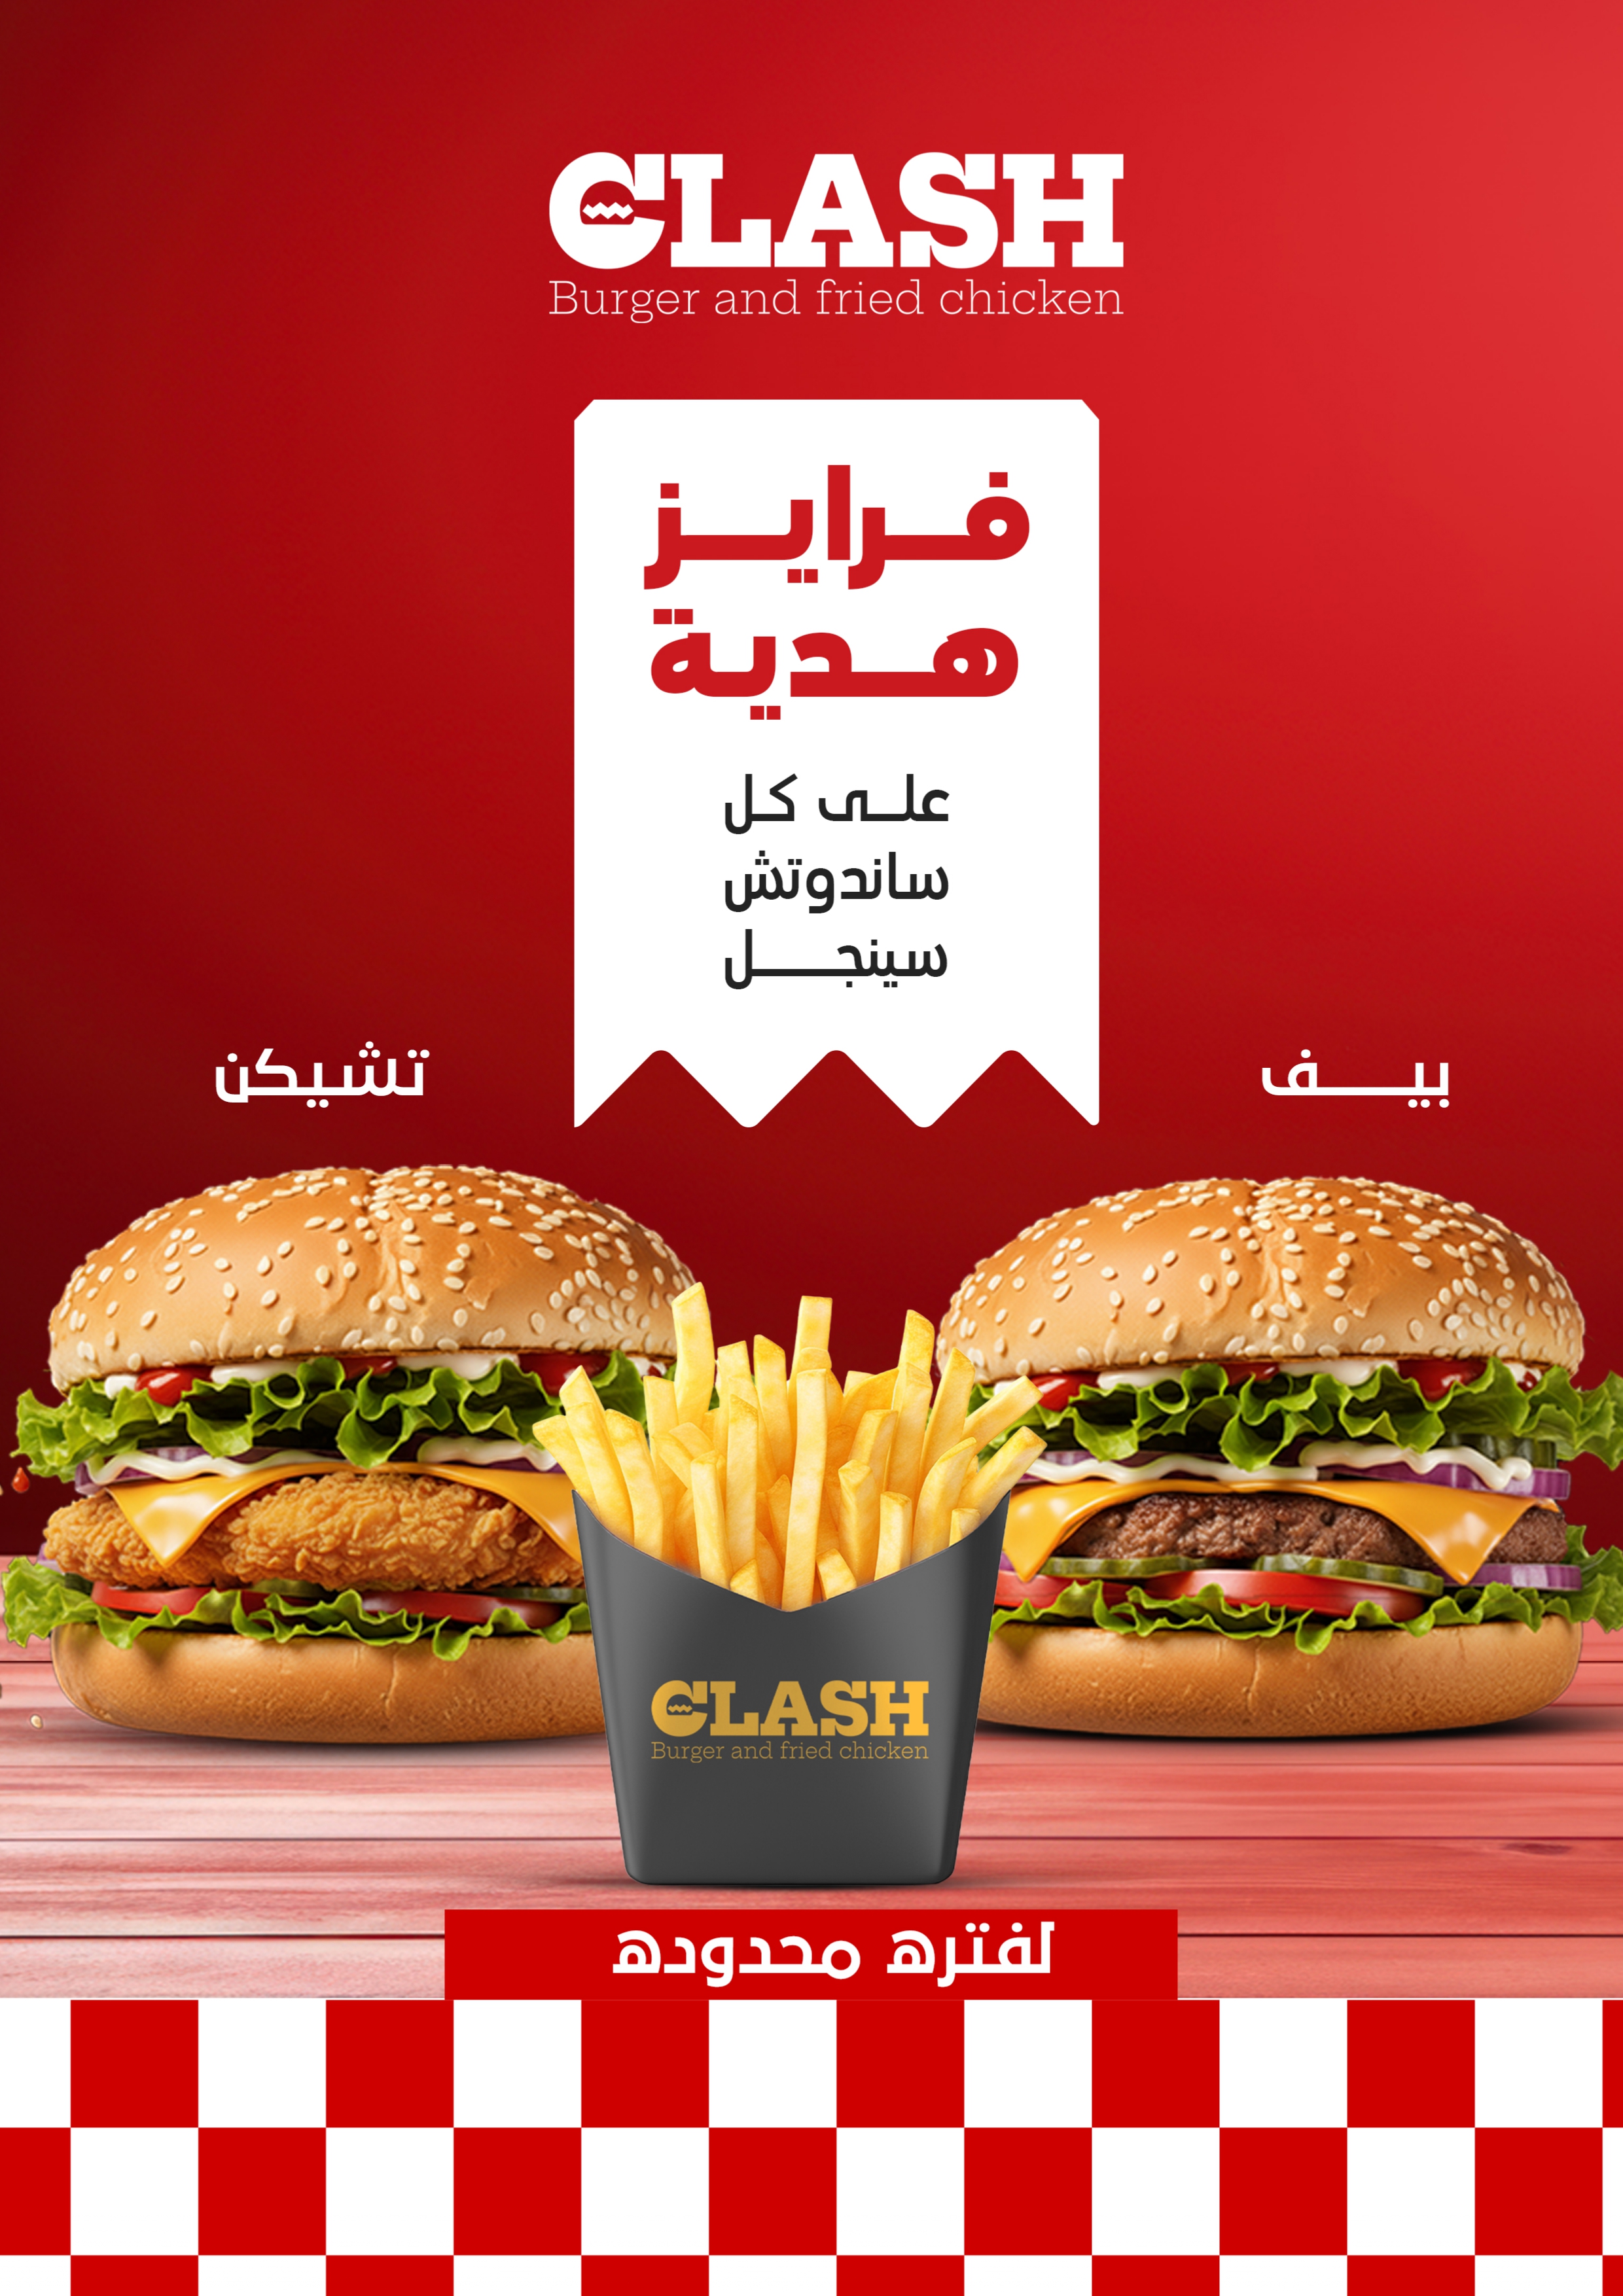 CLASH
Burger and fried chicken
فرايز
هدية
على كل
ساندوتش
سينجل
بيف
تشيكن
CLASH
Burger and fried chicken
لفتره محدوده